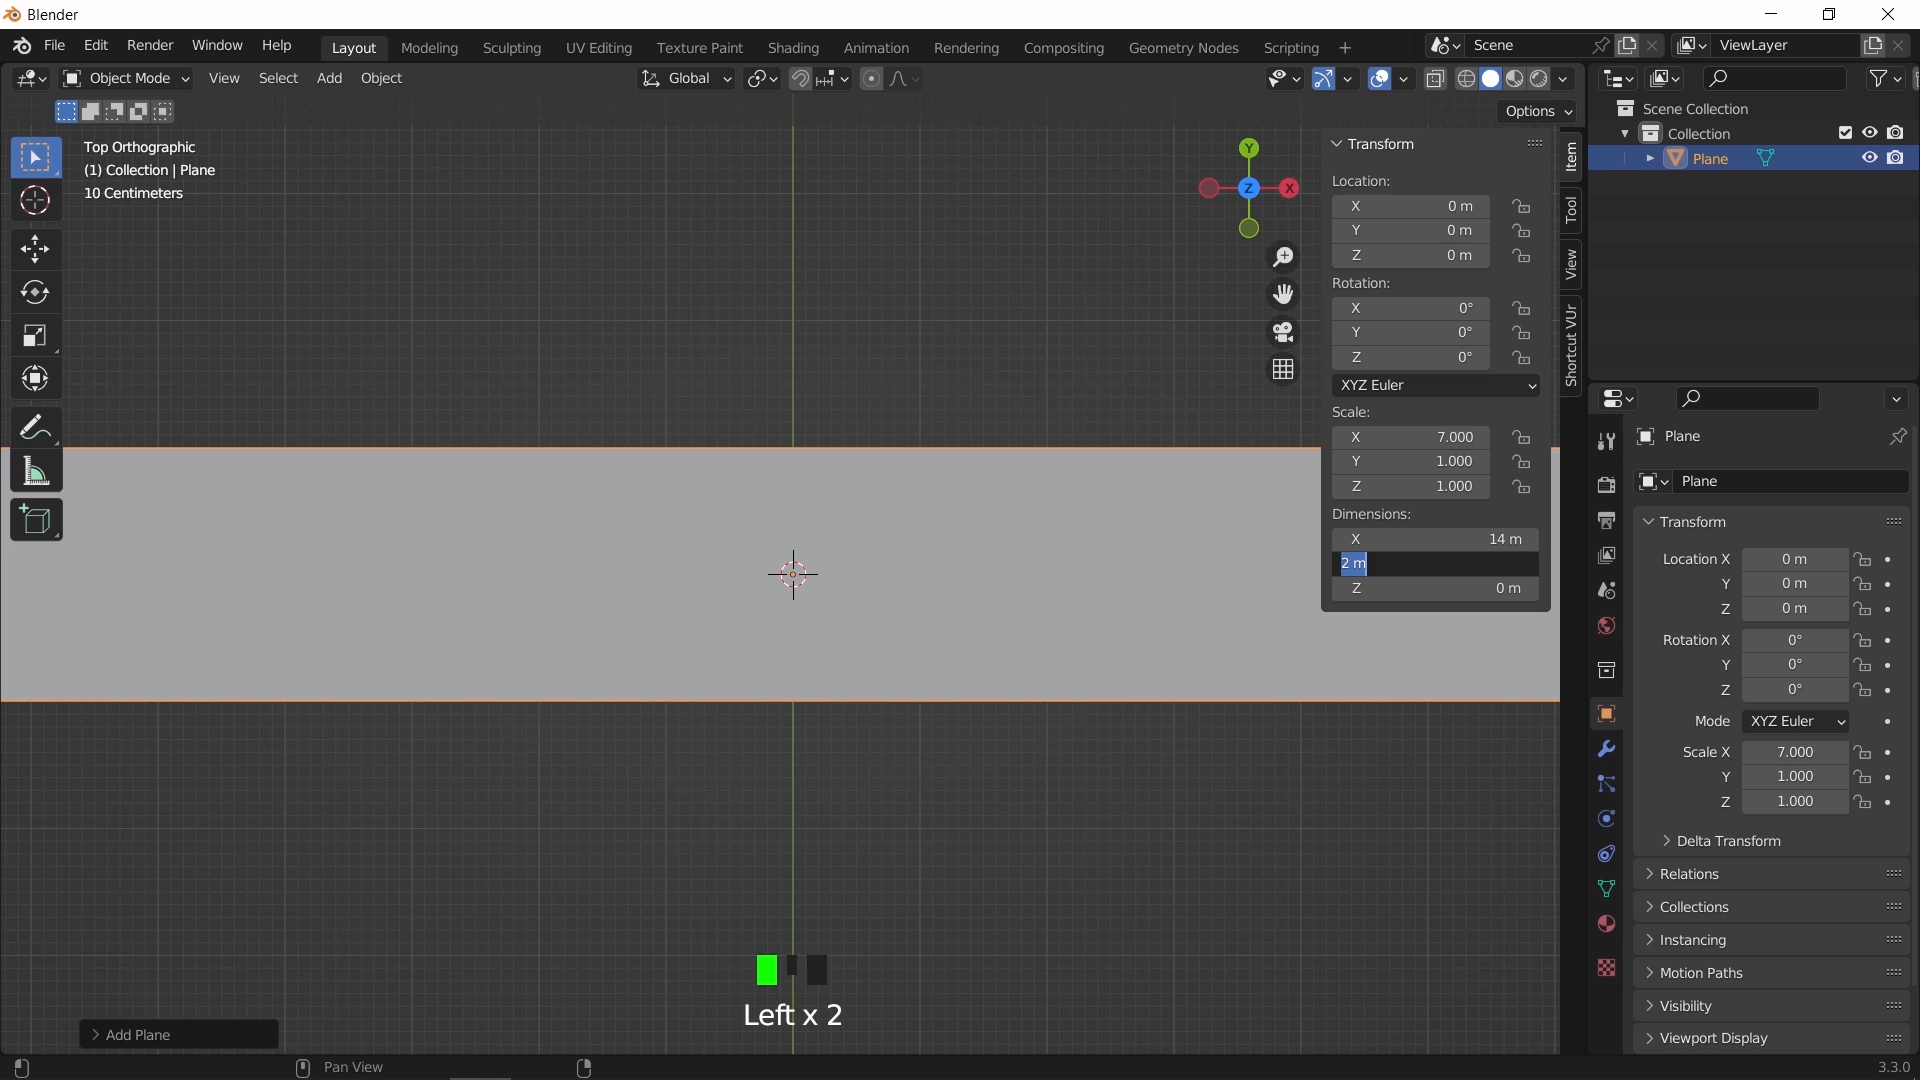 Blender
File Edit Render Window Help
Layout Modeling Sculpting UV Editing Texture Paint Shading Animation Rendering Compositing Geometry Nodes Scripting +
Scene
ViewLayer
Object Mode View Select Add Object
Global
Options
Top Orthographic
(1) Collection | Plane
10 Centimeters
Y
Z
X
Transform
Location:
X 0 m
Y 0 m
Z 0 m
Rotation:
X 0°
Y 0°
Z 0°
XYZ Euler
Scale:
X 7.000
Y 1.000
Z 1.000
Dimensions:
X 14 m
2 m
Z 0 m
Item
Tool
View
Shortcut VUr
Scene Collection
Collection
Plane
Plane
Plane
Transform
Location X 0 m
Y 0 m
Z 0 m
Rotation X 0°
Y 0°
Z 0°
Mode XYZ Euler
Scale X 7.000
Y 1.000
Z 1.000
Delta Transform
Relations
Collections
Instancing
Motion Paths
Visibility
Viewport Display
Left x 2
Add Plane
Pan View
3.3.0